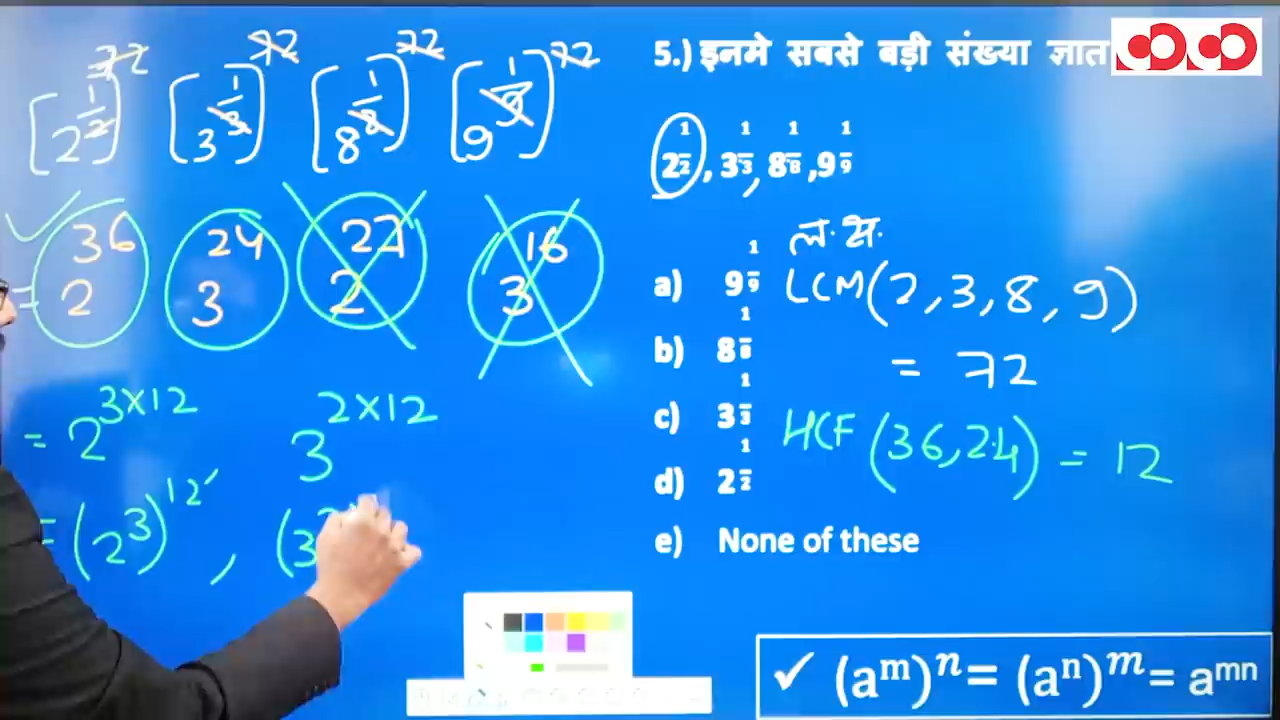 5.) इनमे सबसे बड़ी संख्या ज्ञात
2^(1/2), 3^(1/3), 8^(1/8), 9^(1/9)
a) 9^(1/9)
b) 8^(1/8)
c) 3^(1/3)
d) 2^(1/2)
e) None of these
ल.स.
LCM(2,3,8,9)
= 72
HCF (36,24) = 12
[2^(1/2)]^72 [3^(1/3)]^72 [8^(1/8)]^72 [9^(1/9)]^72
= 2^36 3^24 2^27 3^16
= 2^(3×12) 3^(2×12)
= (2^3)^12 , (3
✓ (a^m)^n = (a^n)^m = a^mn